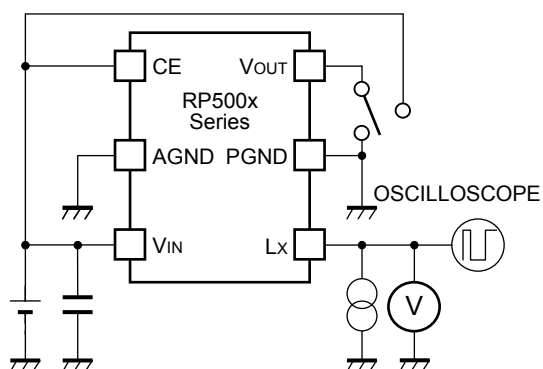 CE
VOUT
RP500x
Series
AGND
PGND
OSCILLOSCOPE
VIN
LX
V